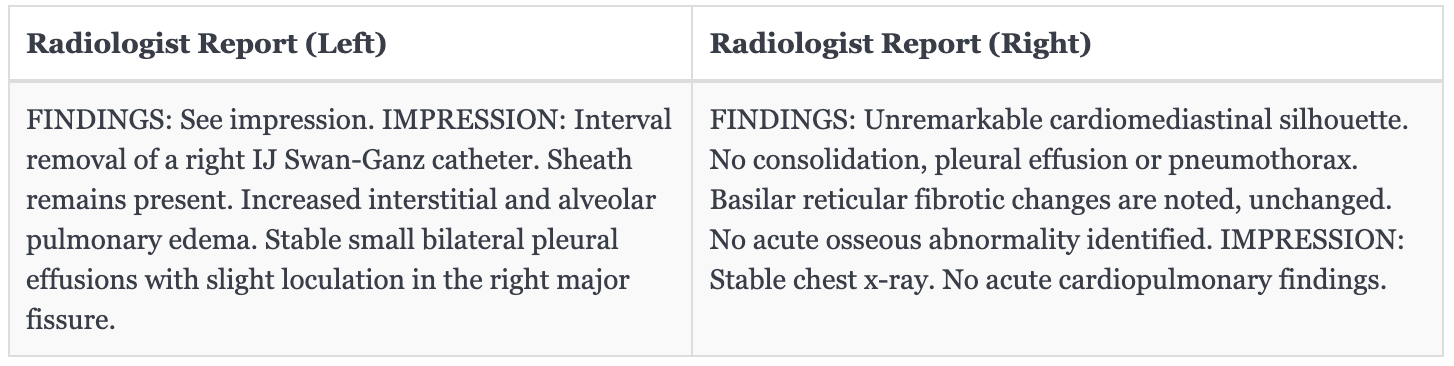 Radiologist Report (Left)
Radiologist Report (Right)
FINDINGS: See impression. IMPRESSION: Interval
removal of a right IJ Swan-Ganz catheter. Sheath
remains present. Increased interstitial and alveolar
pulmonary edema. Stable small bilateral pleural
effusions with slight loculation in the right major
fissure.
FINDINGS: Unremarkable cardiomediastinal silhouette.
No consolidation, pleural effusion or pneumothorax.
Basilar reticular fibrotic changes are noted, unchanged.
No acute osseous abnormality identified. IMPRESSION:
Stable chest x-ray. No acute cardiopulmonary findings.